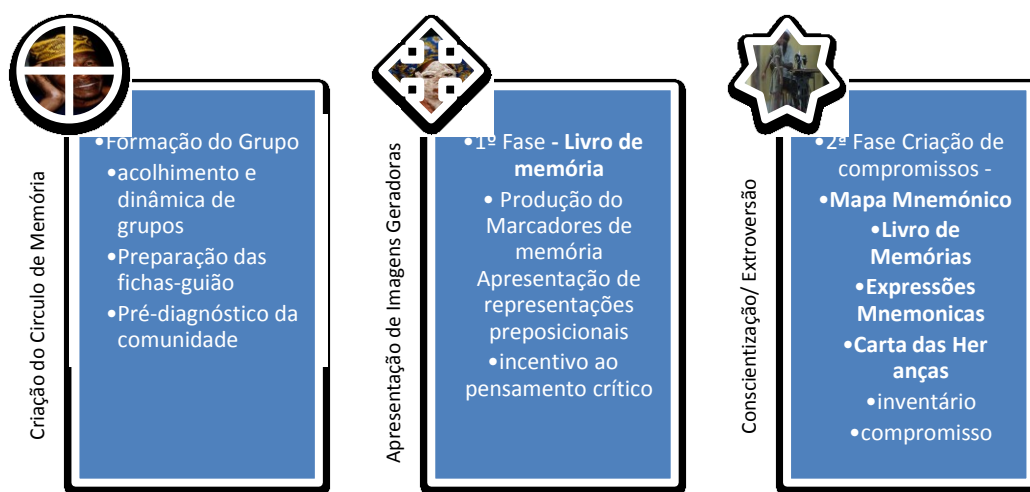 Criação do Circulo de Memória
•Formação do Grupo
•acolhimento e
dinâmica de
grupos
•Preparação das
fichas-guião
•Pré-diagnóstico da
comunidade
Apresentação de Imagens Geradoras
•1º Fase - Livro de
memória
• Produção do
Marcadores de
memória
Apresentação de
representações
preposicionais
•incentivo ao
pensamento crítico
Conscientização/ Extroversão
•2ª Fase Criação de
compromissos -
•Mapa Mnemónico
•Livro de
Memórias
•Expressões
Mnemonicas
•Carta das Her
anças
•inventário
•compromisso